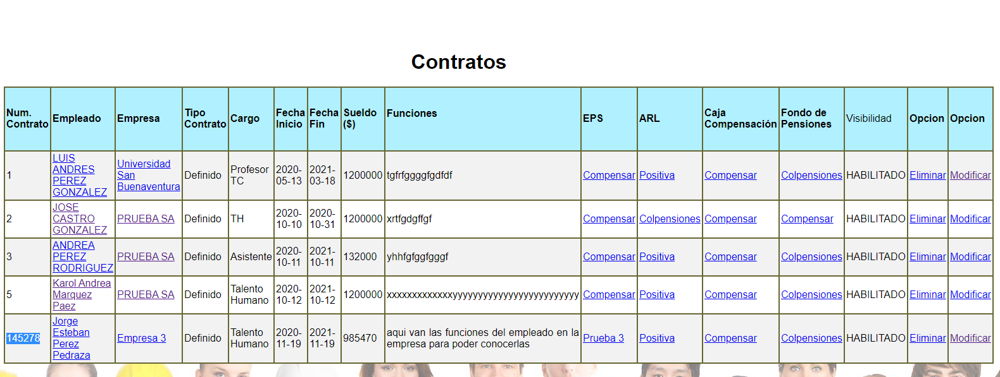 Contratos
Num. Contrato Empleado Empresa Tipo Contrato Cargo Fecha Inicio Fecha Fin Sueldo ($) Funciones EPS ARL Caja Compensación Fondo de Pensiones Visibilidad Opcion Opcion
1 LUIS ANDRES PEREZ GONZALEZ Universidad San Buenaventura Definido Profesor TC 2020-05-13 2021-03-18 1200000 tgfrfggggfgdfdf Compensar Positiva Compensar Colpensiones HABILITADO Eliminar Modificar
2 JOSE CASTRO GONZALEZ PRUEBA SA Definido TH 2020-10-10 2020-10-31 1200000 xrtfgdgffgf Compensar Colpensiones Compensar Compensar HABILITADO Eliminar Modificar
3 ANDREA PEREZ RODRIGUEZ PRUEBA SA Definido Asistente 2020-10-11 2021-10-11 132000 yhhfgfggfgggf Compensar Positiva Compensar Colpensiones HABILITADO Eliminar Modificar
5 Karol Andrea Marquez Paez PRUEBA SA Definido Talento Humano 2020-10-12 2021-10-12 1200000 xxxxxxxxxxxxxyyyyyyyyyyyyyyyyyyyyyyyyy Compensar Positiva Compensar Colpensiones HABILITADO Eliminar Modificar
145278 Jorge Esteban Perez Pedraza Empresa 3 Definido Talento Humano 2020-11-19 2021-11-19 985470 aqui van las funciones del empleado en la empresa para poder conocerlas Prueba 3 Positiva Compensar Colpensiones HABILITADO Eliminar Modificar